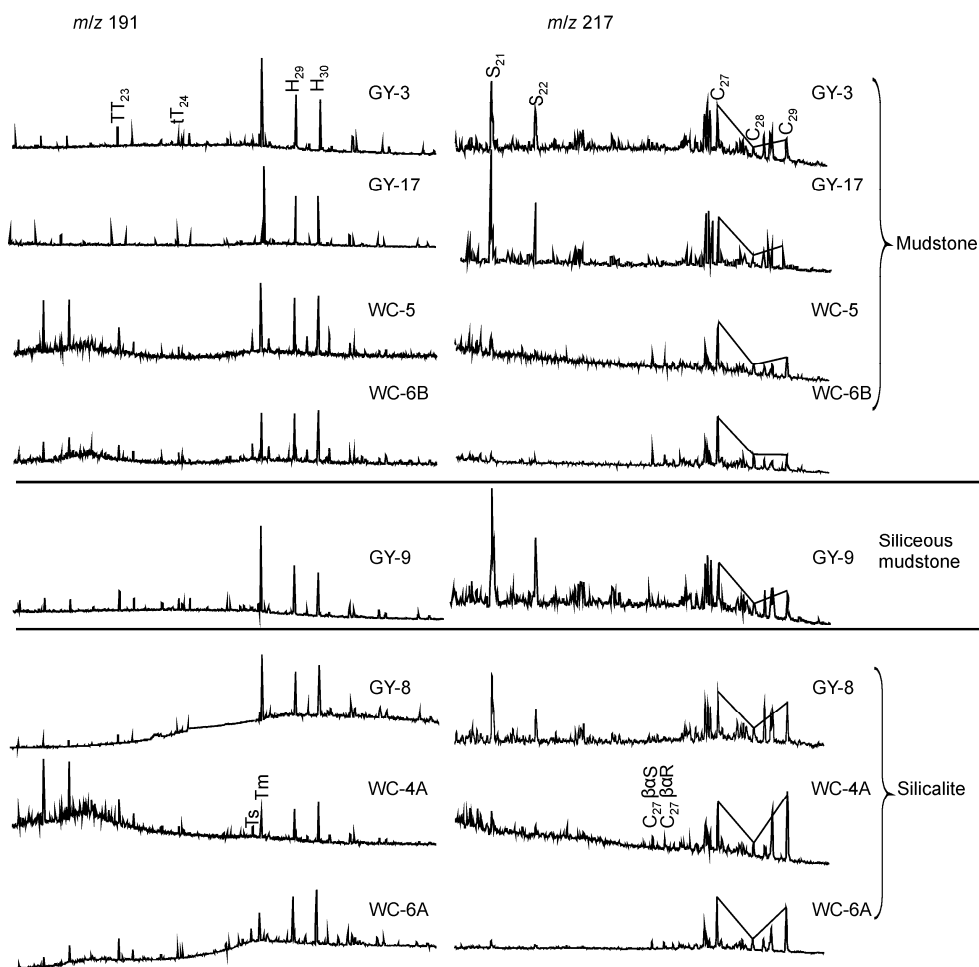 m/z 191
m/z 217
TT23
tT24
H29
H30
GY-3
S21
S22
C27
C28
C29
GY-3
GY-17
GY-17
WC-5
WC-5
WC-6B
WC-6B
Mudstone
GY-9
GY-9
Siliceous
mudstone
GY-8
GY-8
Ts
Tm
WC-4A
C27 βαS
C27 βαR
WC-4A
Silicalite
WC-6A
WC-6A